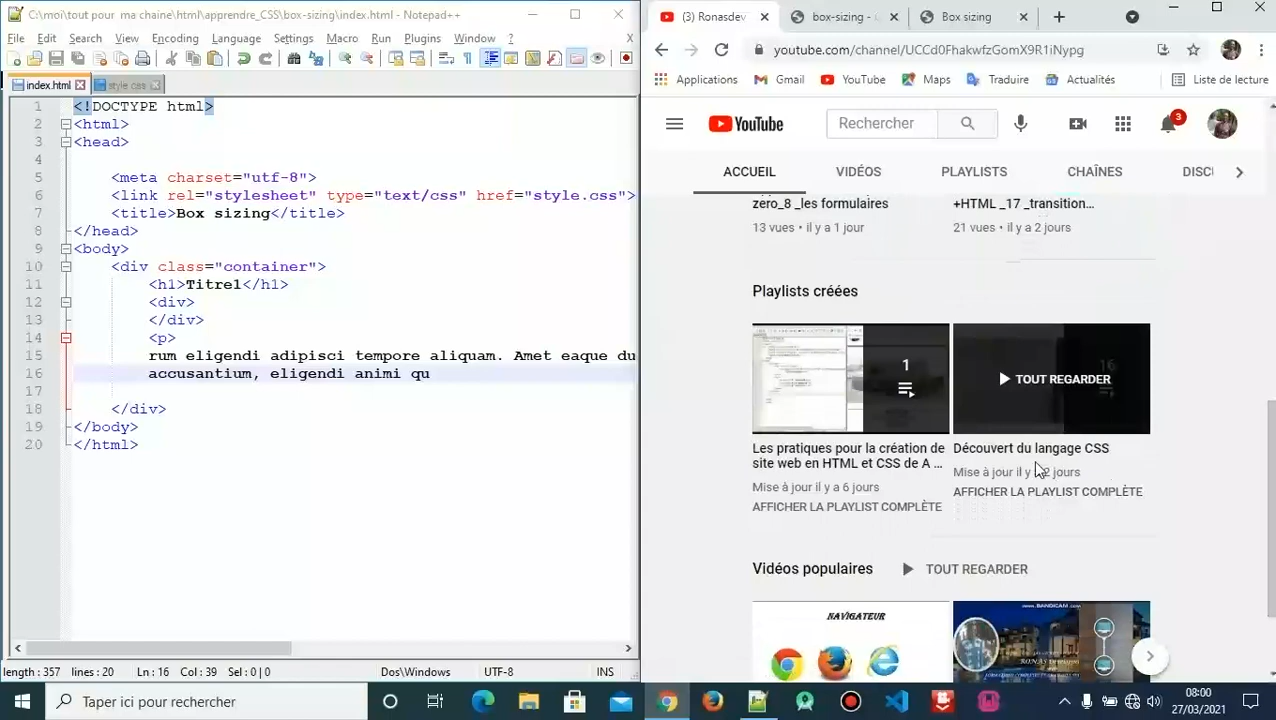 C:\moi\tout pour ma chaine\html\apprendre_CSS\box-sizing\index.html - Notepad++
File Edit Search View Encoding Language Settings Macro Run Plugins Window ?
index.html style.css
1 <!DOCTYPE html>
2 <html>
3 <head>
4
5 <meta charset="utf-8">
6 <link rel="stylesheet" type="text/css" href="style.css">
7 <title>Box sizing</title>
8 </head>
9 <body>
10 <div class="container">
11 <h1>Titre1</h1>
12 <div>
13 </div>
14 <p>
15 rum eligendi adipisci tempore aliquam. Amet eaque du
16 accusantium, eligendi animi qu
17
18 </div>
19 </body>
20 </html>
length : 357 lines : 20 Ln : 16 Col : 39 Sel : 0 | 0 Dos\Windows UTF-8 INS
(3) Ronasdev box-sizing - Box sizing
youtube.com/channel/UCCd0FhakwfzGomX9R1iNypg
Applications Gmail YouTube Maps Traduire Actualités Liste de lecture
YouTube Rechercher 3
ACCUEIL VIDÉOS PLAYLISTS CHAÎNES DISCU
zero_8 _les formulaires
13 vues • il y a 1 jour
+HTML _17 _transition...
21 vues • il y a 2 jours
Playlists créées
1
TOUT REGARDER
Les pratiques pour la création de
site web en HTML et CSS de A ...
Mise à jour il y a 6 jours
AFFICHER LA PLAYLIST COMPLÈTE
Découvert du langage CSS
Mise à jour il y 2 jours
AFFICHER LA PLAYLIST COMPLÈTE
Vidéos populaires TOUT REGARDER
NAVIGATEUR
BANDICAM
Taper ici pour rechercher
08:00
27/03/2021